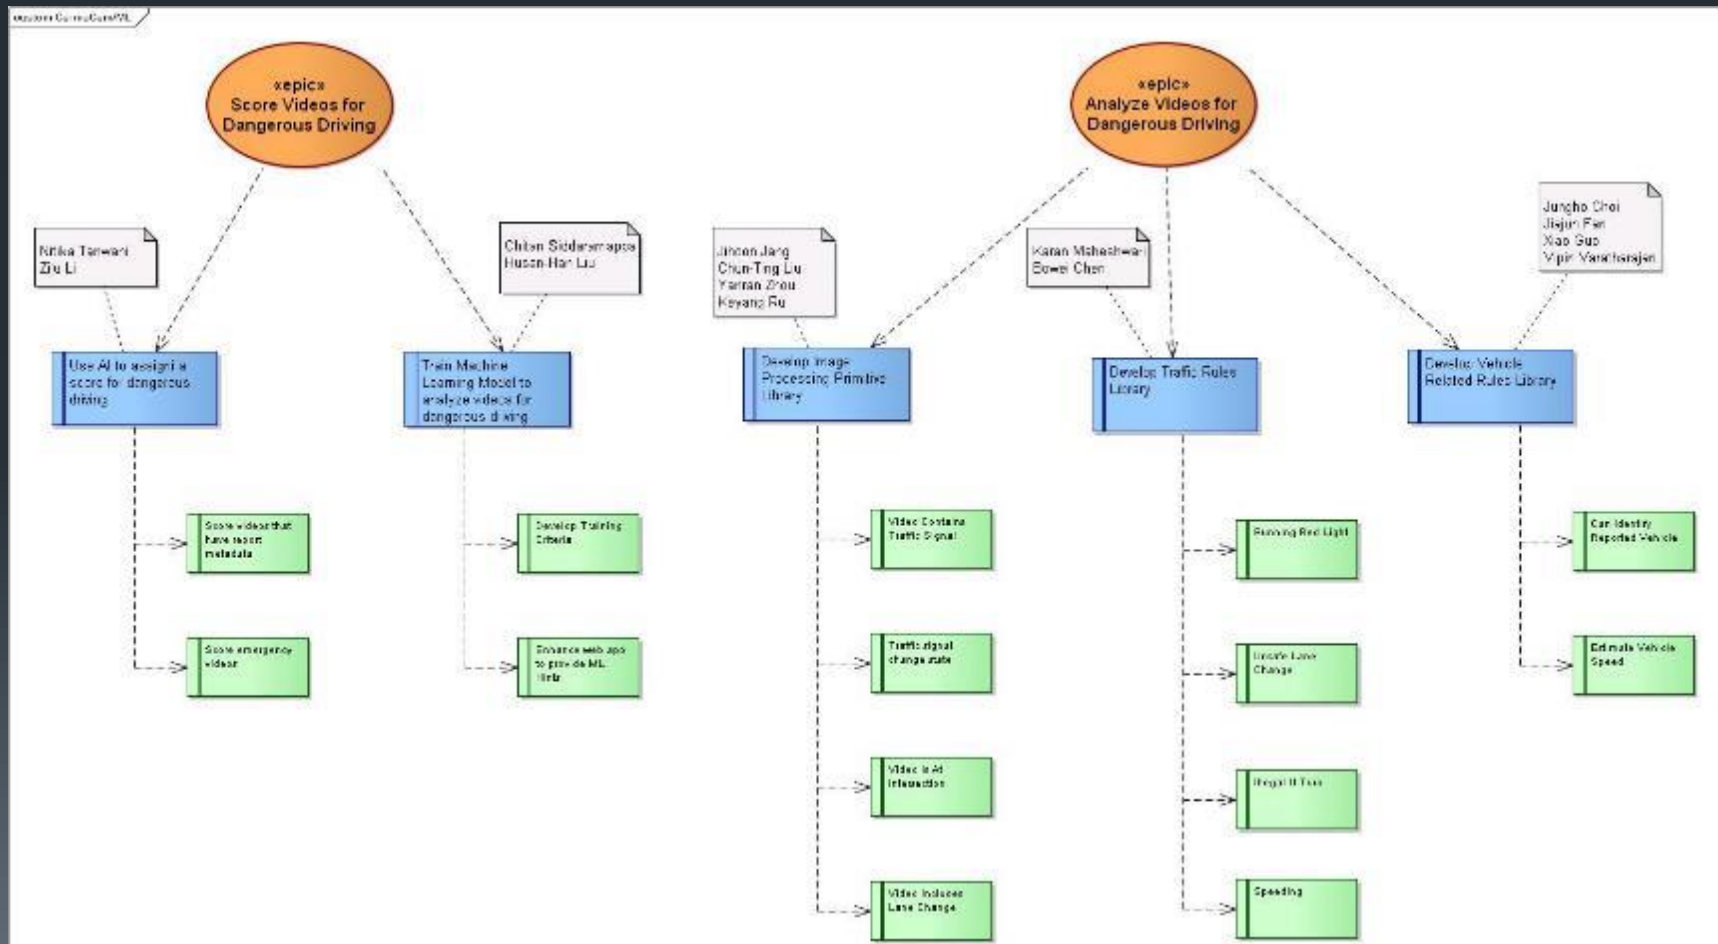 «epic»
Score Videos for
Dangerous Driving
«epic»
Analyze Videos for
Dangerous Driving
Nitika Tanwani
Zilu Li
Chitan Siddaramappa
Husan-Han Liu
Jihoon Jang
Chun-Ting Liu
Yanran Zhou
Keyang Ru
Karan Maheshwari
Bowei Chen
Jungho Choi
Jiajun Fan
Xiao Guo
Vipin Varatharajan
Use AI to assign a
score for dangerous
driving
Train Machine
Learning Model to
analyze videos for
dangerous driving
Develop Image
Processing Primitive
Library
Develop Traffic Rules
Library
Develop Vehicle
Related Rules Library
Score videos that
have report
metadata
Score emergency
videos
Develop Training
Criteria
Enhance web app
to provide ML
Hints
Video Contains
Traffic Signal
Traffic signal
change state
Video is At
Intersection
Video Includes
Lane Change
Running Red Light
Unsafe Lane
Change
Illegal U Turn
Speeding
Can Identify
Reported Vehicle
Estimate Vehicle
Speed